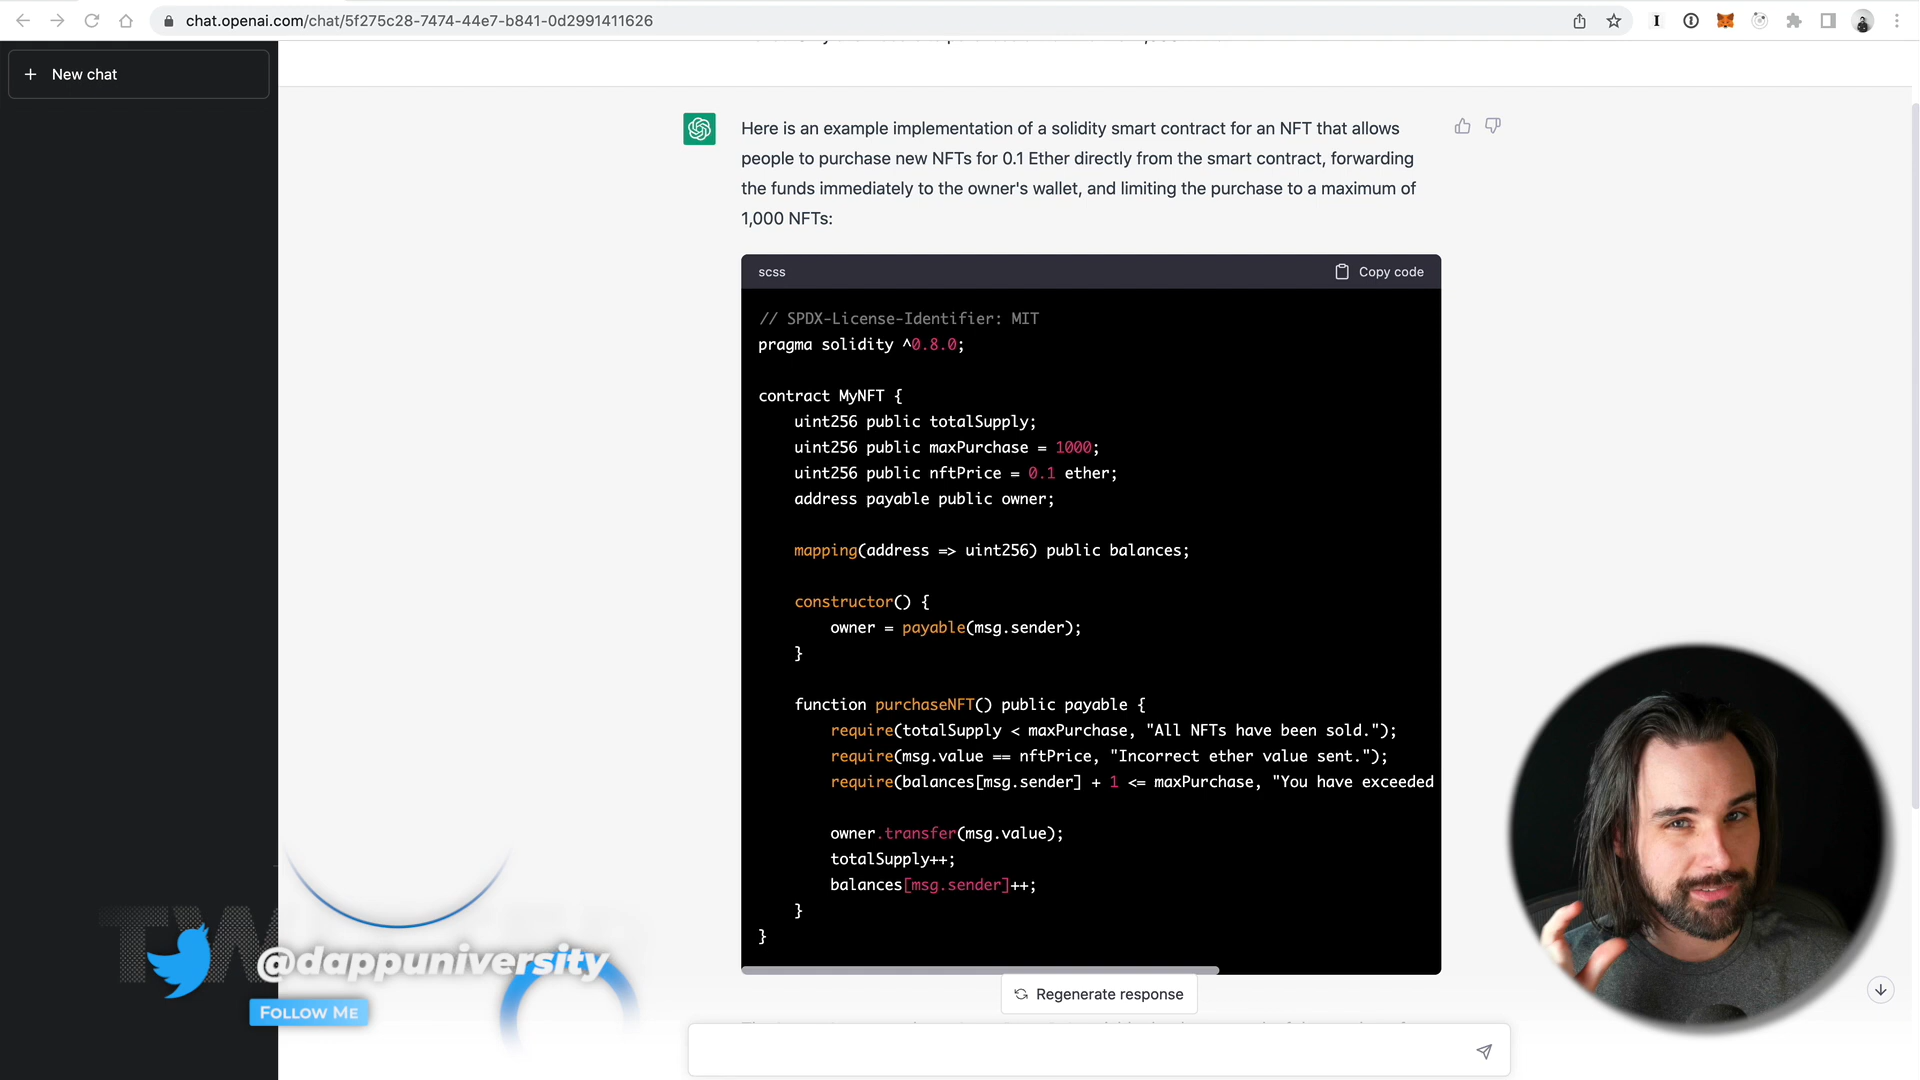 chat.openai.com/chat/5f275c28-7474-44e7-b841-0d2991411626
New chat
Here is an example implementation of a solidity smart contract for an NFT that allows
people to purchase new NFTs for 0.1 Ether directly from the smart contract, forwarding
the funds immediately to the owner's wallet, and limiting the purchase to a maximum of
1,000 NFTs:
scss
Copy code
// SPDX-License-Identifier: MIT
pragma solidity ^0.8.0;
contract MyNFT {
uint256 public totalSupply;
uint256 public maxPurchase = 1000;
uint256 public nftPrice = 0.1 ether;
address payable public owner;
mapping(address => uint256) public balances;
constructor() {
owner = payable(msg.sender);
}
function purchaseNFT() public payable {
require(totalSupply < maxPurchase, "All NFTs have been sold.");
require(msg.value == nftPrice, "Incorrect ether value sent.");
require(balances[msg.sender] + 1 <= maxPurchase, "You have exceeded
owner.transfer(msg.value);
totalSupply++;
balances[msg.sender]++;
}
}
Regenerate response
@dappuniversity
FOLLOW ME